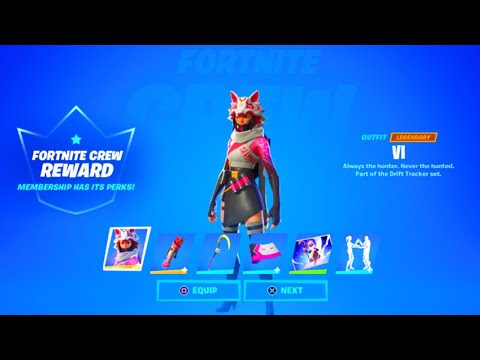 FORTNITE
CREW
FORTNITE CREW
REWARD
MEMBERSHIP HAS ITS PERKS!
OUTFIT LEGENDARY
VI
Always the hunter. Never the hunted.
Part of the Drift Tracker set.
EQUIP
NEXT